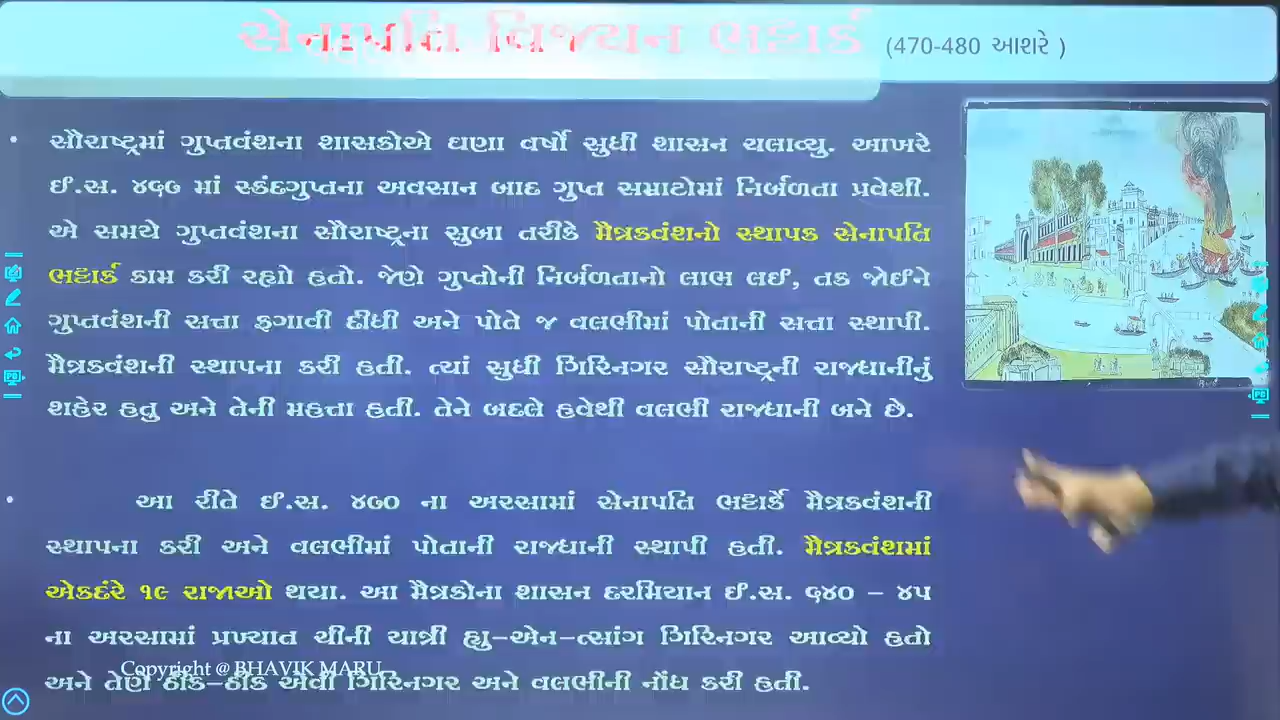 સેનાપતિ વિજયન ભટ્ટાર્ક (470-480 આશરે )
• સૌરાષ્ટ્રમાં ગુપ્તવંશના શાસકોએ ઘણા વર્ષો સુધી શાસન ચલાવ્યુ. આખરે
ઈ.સ. ૪૬૭ માં સ્કંદગુપ્તના અવસાન બાદ ગુપ્ત સમ્રાટોમાં નિર્બળતા પ્રવેશી.
એ સમયે ગુપ્તવંશના સૌરાષ્ટ્રના સુબા તરીકે મૈત્રકવંશનો સ્થાપક સેનાપતિ
ભટ્ટાર્ક કામ કરી રહ્યો હતો. જેણે ગુપ્તોની નિર્બળતાનો લાભ લઈ, તક જોઈને
ગુપ્તવંશની સત્તા ફગાવી દીધી અને પોતે જ વલભીમાં પોતાની સત્તા સ્થાપી.
મૈત્રકવંશની સ્થાપના કરી હતી. ત્યાં સુધી ગિરિનગર સૌરાષ્ટ્રની રાજધાનીનું
શહેર હતુ અને તેની મહત્તા હતી. તેને બદલે હવેથી વલભી રાજધાની બને છે.
• આ રીતે ઈ.સ. ૪૭૦ ના અરસામાં સેનાપતિ ભટ્ટાર્કે મૈત્રકવંશની
સ્થાપના કરી અને વલભીમાં પોતાની રાજધાની સ્થાપી હતી. મૈત્રકવંશમાં
એકદંરે ૧૯ રાજાઓ થયા. આ મૈત્રકોના શાસન દરમિયાન ઈ.સ. ૬૪૦ – ૪૫
ના અરસામાં પ્રખ્યાત ચીની યાત્રી હ્યુ-એન-ત્સાંગ ગિરિનગર આવ્યો હતો
અને તેણે ઠીક-ઠીક એવી ગિરિનગર અને વલભીની નોંધ કરી હતી.
Copyright @ BHAVIK MARU